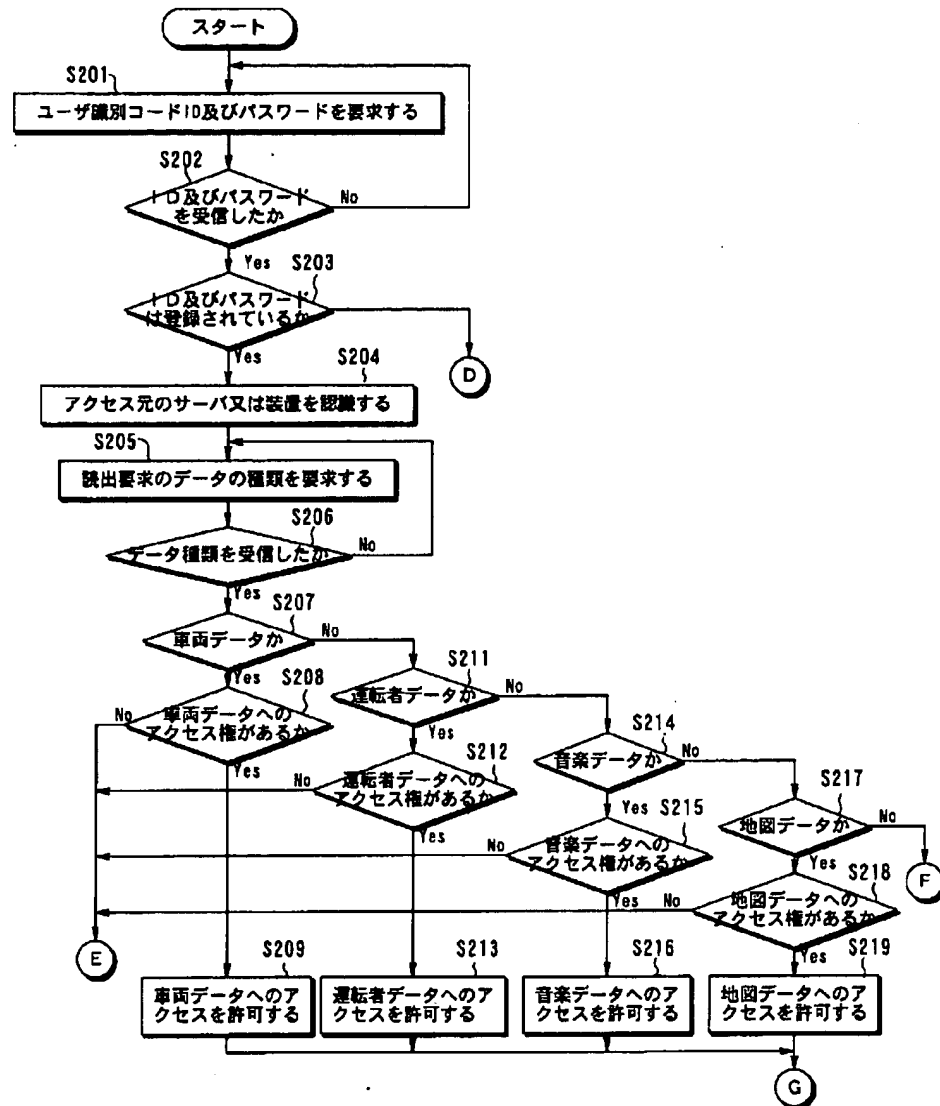 スタート
S201
ユーザ識別コードID及びパスワードを要求する
S202
ID及びパスワード
を受信したか
No
Yes
S203
ID及びパスワード
は登録されているか
Yes
D
S204
アクセス元のサーバ又は装置を認識する
S205
読出要求のデータの種類を要求する
S206
データ種類を受信したか
No
Yes
S207
車両データか
No
Yes
S208
車両データへの
アクセス権があるか
No
Yes
S211
運転者データか
No
Yes
S212
運転者データへの
アクセス権があるか
No
Yes
S214
音楽データか
No
Yes
S215
音楽データへの
アクセス権があるか
No
Yes
S217
地図データか
No
Yes
F
S218
地図データへの
アクセス権があるか
No
Yes
E
S209
車両データへのア
クセスを許可する
S213
運転者データへのア
クセスを許可する
S216
音楽データへのア
クセスを許可する
S219
地図データへのア
クセスを許可する
G